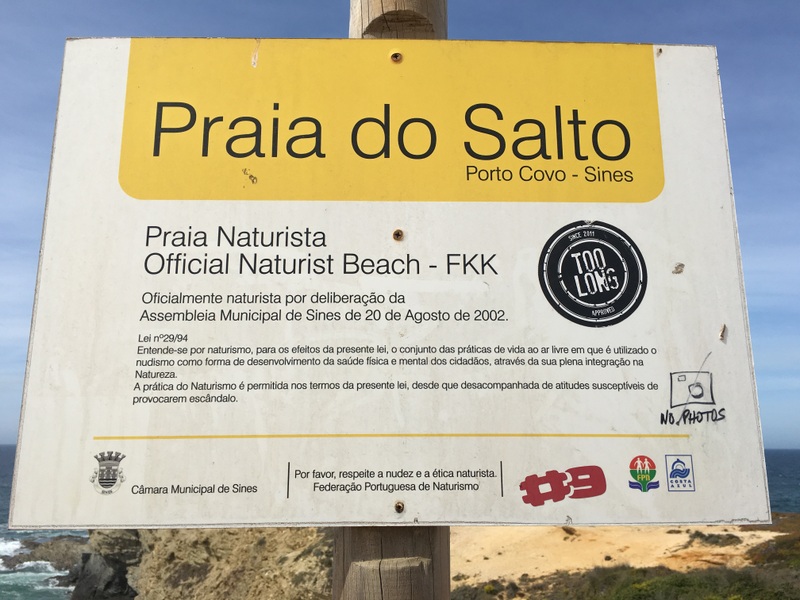 Praia do Salto
Porto Covo - Sines
Praia Naturista
Official Naturist Beach - FKK
SINCE 2011
TOO
LONG
APPROVED
Oficialmente naturista por deliberação da
Assembleia Municipal de Sines de 20 de Agosto de 2002.
Lei nº29/94
Entende-se por naturismo, para os efeitos da presente lei, o conjunto das práticas de vida ao ar livre em que é utilizado o
nudismo como forma de desenvolvimento da saúde física e mental dos cidadãos, através da sua plena integração na
Natureza.
A prática do Naturismo é permitida nos termos da presente lei, desde que desacompanhada de atitudes susceptíveis de
provocarem escândalo.
NO PHOTOS
Câmara Municipal de Sines
Por favor, respeite a nudez e a ética naturista.
Federação Portuguesa de Naturismo
FPN
COSTA
AZUL